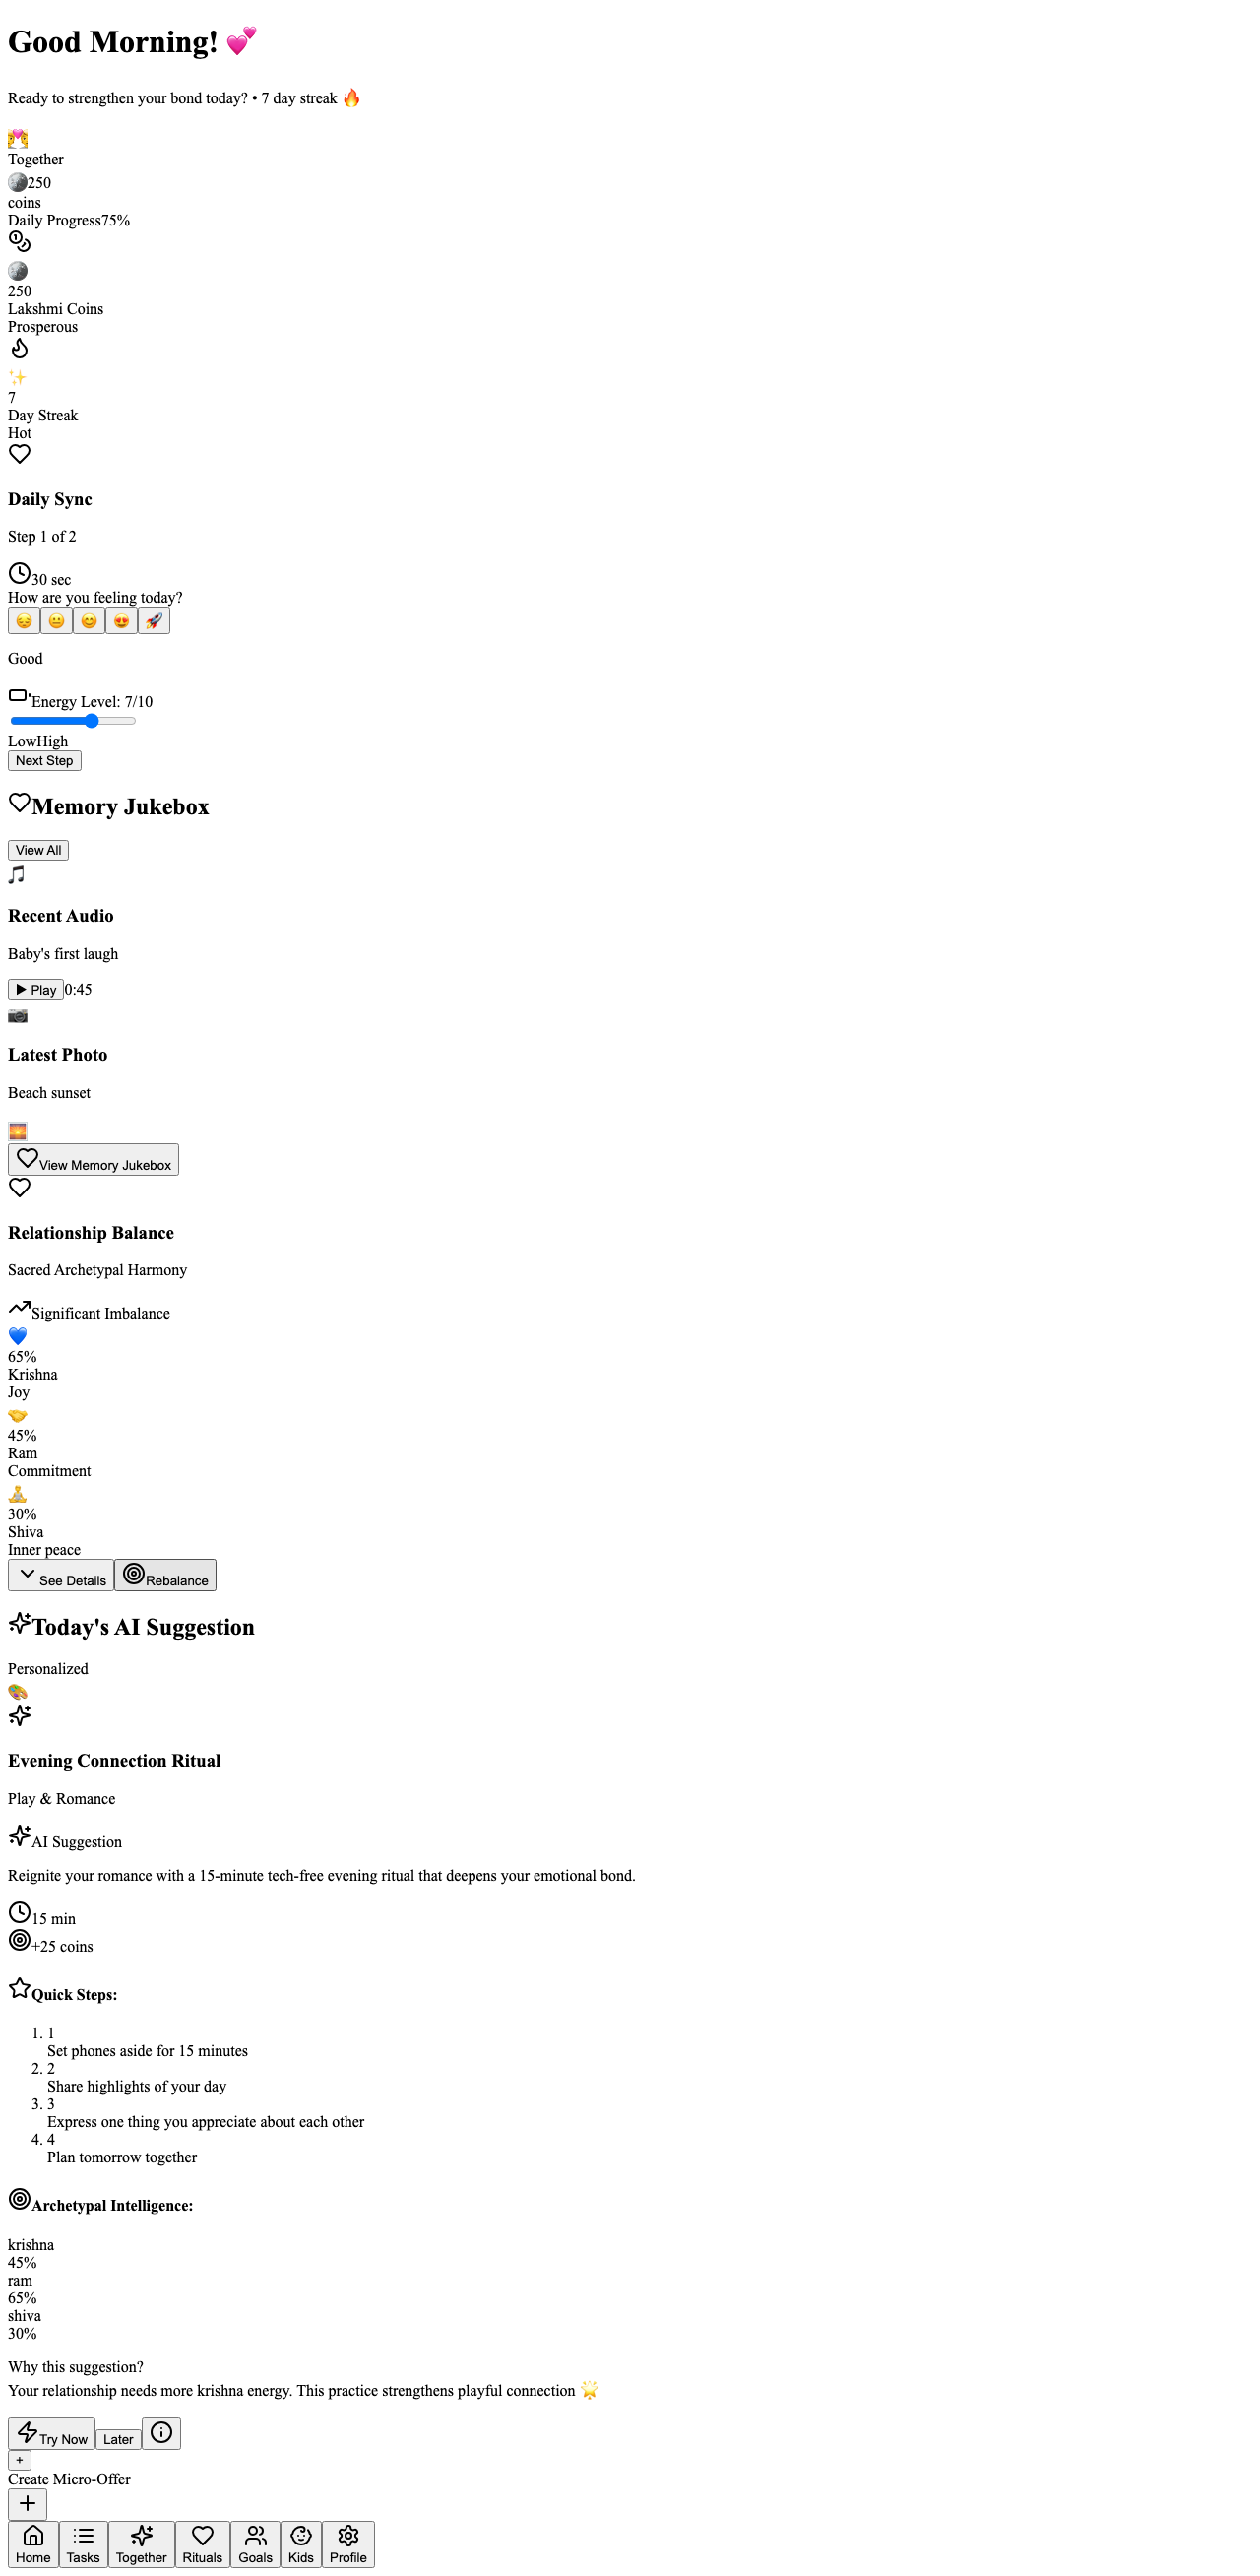 Good Morning! 💕
Ready to strengthen your bond today? • 7 day streak 🔥
Together
250
coins
Daily Progress75%
250
Lakshmi Coins
Prosperous
7
Day Streak
Hot
Daily Sync
Step 1 of 2
30 sec
How are you feeling today?
Good
Energy Level: 7/10
LowHigh
Next Step
Memory Jukebox
View All
Recent Audio
Baby's first laugh
▶ Play0:45
Latest Photo
Beach sunset
View Memory Jukebox
Relationship Balance
Sacred Archetypal Harmony
Significant Imbalance
65%
Krishna
Joy
45%
Ram
Commitment
30%
Shiva
Inner peace
See Details Rebalance
Today's AI Suggestion
Personalized
Evening Connection Ritual
Play & Romance
AI Suggestion
Reignite your romance with a 15-minute tech-free evening ritual that deepens your emotional bond.
15 min
+25 coins
Quick Steps:
1. 1
Set phones aside for 15 minutes
2. 2
Share highlights of your day
3. 3
Express one thing you appreciate about each other
4. 4
Plan tomorrow together
Archetypal Intelligence:
krishna
45%
ram
65%
shiva
30%
Why this suggestion?
Your relationship needs more krishna energy. This practice strengthens playful connection 🌟
Try Now Later
+
Create Micro-Offer
Home Tasks Together Rituals Goals Kids Profile